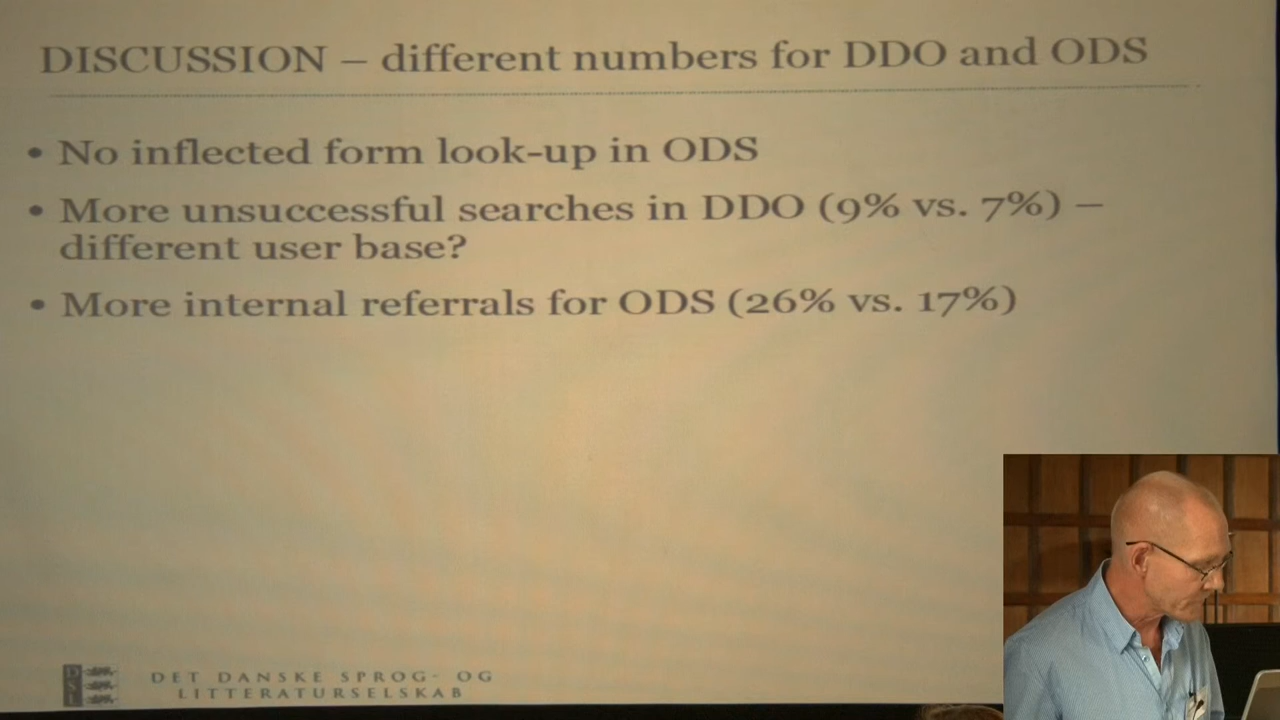 DISCUSSION – different numbers for DDO and ODS
• No inflected form look-up in ODS
• More unsuccessful searches in DDO (9% vs. 7%) –
different user base?
• More internal referrals for ODS (26% vs. 17%)
DET DANSKE SPROG- OG
LITTERATURSELSKAB